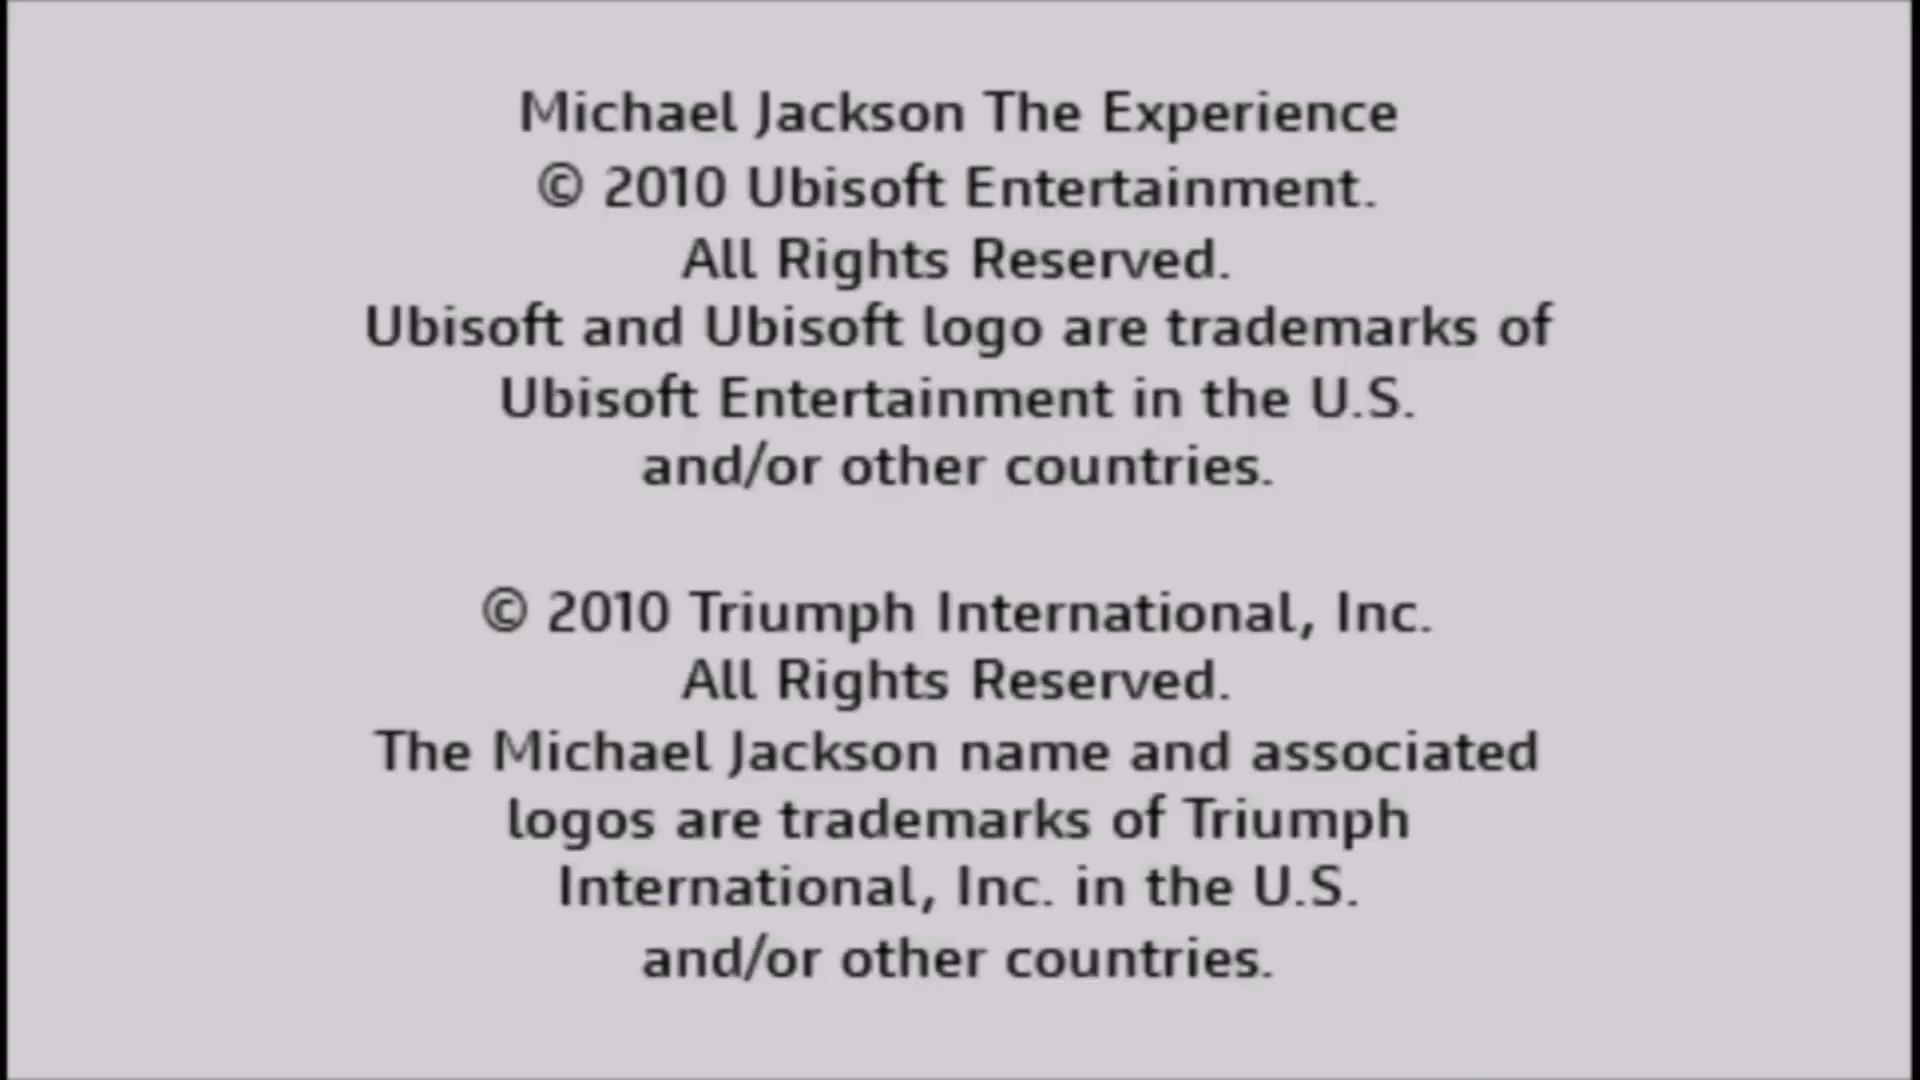 Michael Jackson The Experience
© 2010 Ubisoft Entertainment.
All Rights Reserved.
Ubisoft and Ubisoft logo are trademarks of
Ubisoft Entertainment in the U.S.
and/or other countries.
© 2010 Triumph International, Inc.
All Rights Reserved.
The Michael Jackson name and associated
logos are trademarks of Triumph
International, Inc. in the U.S.
and/or other countries.